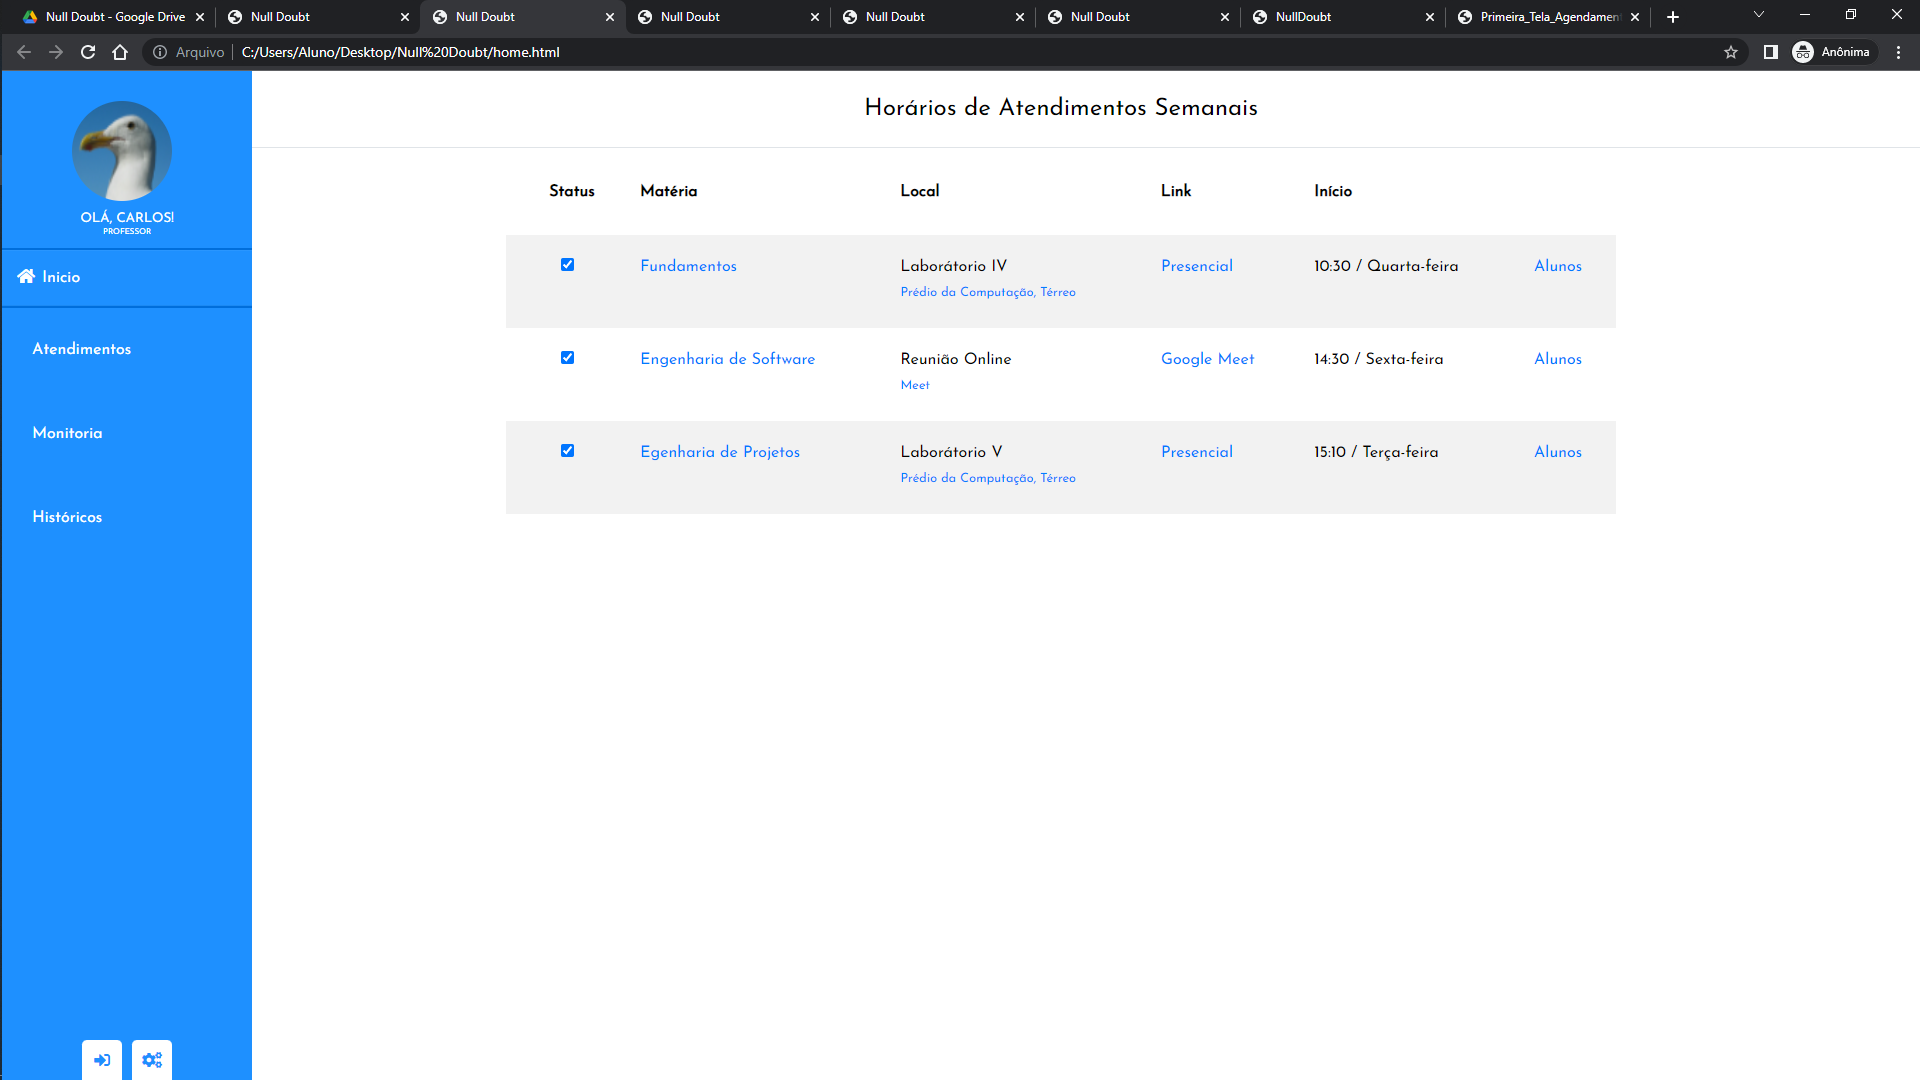 Null Doubt - Google Drive
Null Doubt
Null Doubt
Null Doubt
Null Doubt
Null Doubt
NullDoubt
Primeira_Tela_Agendamen
Arquivo
C:/Users/Aluno/Desktop/Null%20Doubt/home.html
Anônima
OLÁ, CARLOS!
PROFESSOR
Inicio
Atendimentos
Monitoria
Históricos
Horários de Atendimentos Semanais
Status Matéria Local Link Início
Fundamentos Laborátorio IV Presencial 10:30 / Quarta-feira Alunos
Prédio da Computação, Térreo
Engenharia de Software Reunião Online Google Meet 14:30 / Sexta-feira Alunos
Meet
Egenharia de Projetos Laborátorio V Presencial 15:10 / Terça-feira Alunos
Prédio da Computação, Térreo